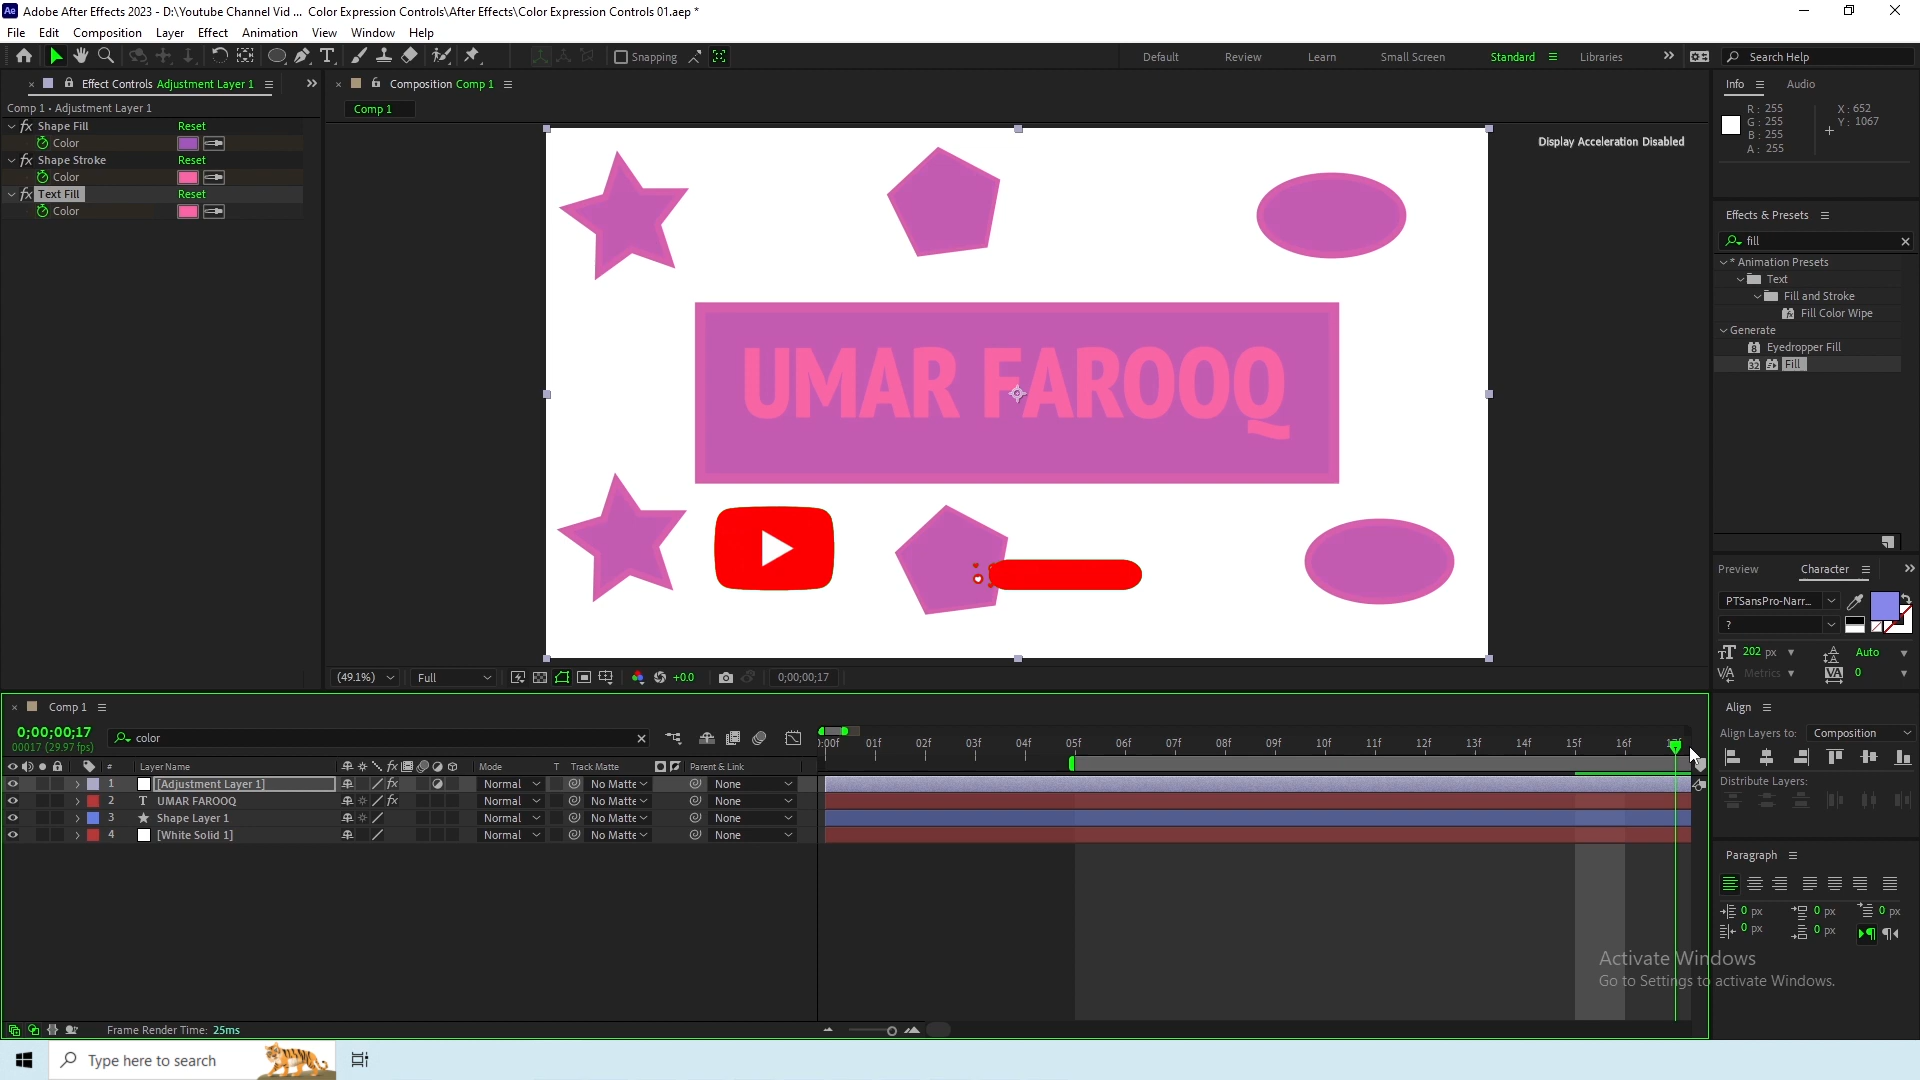 Adobe After Effects 2023 - D:\Youtube Channel Vid ... Color Expression Controls\After Effects\Color Expression Controls 01.aep *
File Edit Composition Layer Effect Animation View Window Help
Snapping Default Review Learn Small Screen Standard Libraries Search Help
Effect Controls Adjustment Layer 1
Comp 1 • Adjustment Layer 1
fx Shape Fill Reset
Color
fx Shape Stroke Reset
Color
fx Text Fill Reset
Color
Composition Comp 1
Comp 1
Display Acceleration Disabled
UMAR FAROOQ
(49.1%) Full +0.0 0;00;00;17
Info Audio
R: 255 X: 652
G: 255 Y: 1067
B: 255
A: 255
Effects & Presets
fill
* Animation Presets
Text
Fill and Stroke
Fill Color Wipe
Generate
Eyedropper Fill
Fill
Preview Character
PTSansPro-Narr...
?
202 px Auto
Metrics 0
Align
Align Layers to: Composition
Distribute Layers:
Paragraph
0 px 0 px 0 px
0 px 0 px
Comp 1
0;00;00;17
00017 (29.97 fps)
color
:00f 01f 02f 03f 04f 05f 06f 07f 08f 09f 10f 11f 12f 13f 14f 15f 16f 17f
# Layer Name Mode T Track Matte Parent & Link
1 [Adjustment Layer 1] Normal No Matte None
2 T UMAR FAROOQ Normal No Matte None
3 Shape Layer 1 Normal No Matte None
4 [White Solid 1] Normal No Matte None
Activate Windows
Go to Settings to activate Windows.
Frame Render Time: 25ms
Type here to search